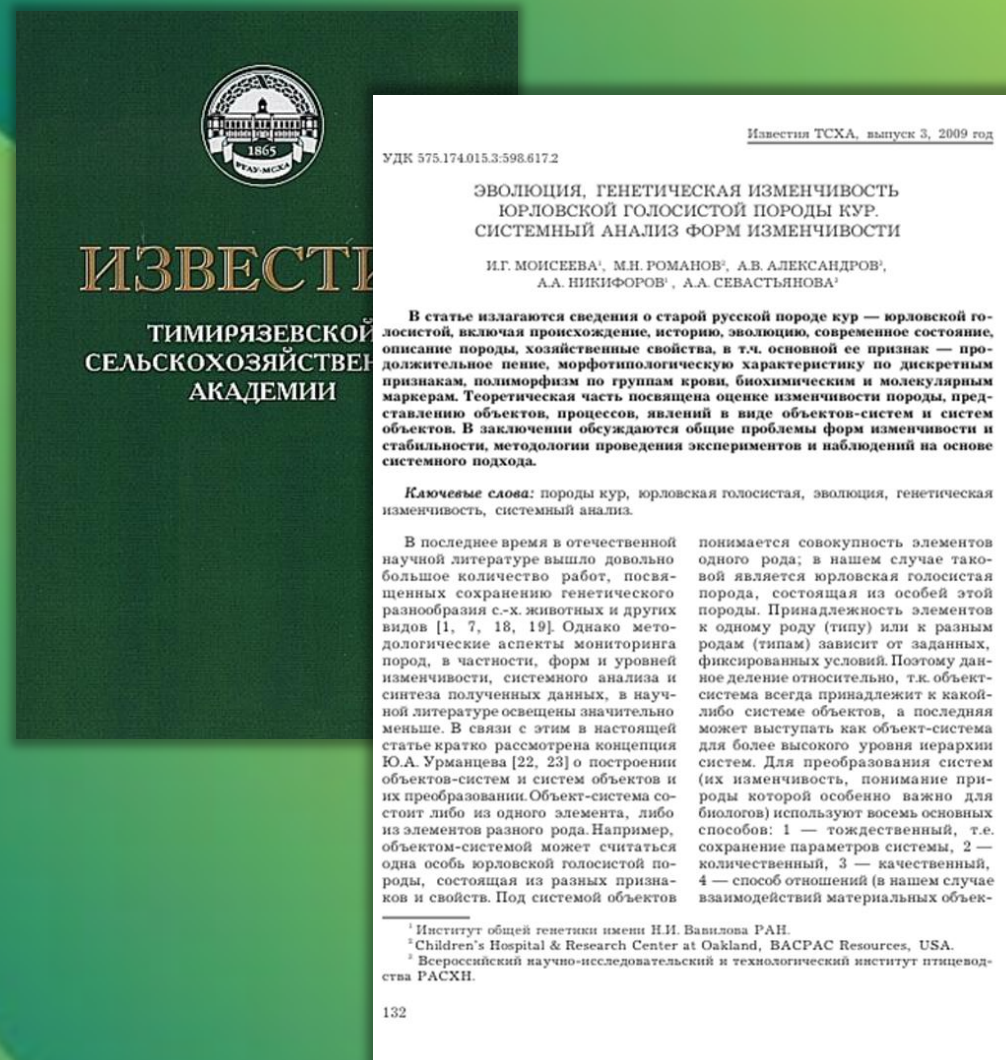 1865
РГАУ-МСХА
ИЗВЕСТИ
ТИМИРЯЗЕВСКОЙ
СЕЛЬСКОХОЗЯЙСТВЕН
АКАДЕМИИ
Известия ТСХА, выпуск 3, 2009 год
УДК 575.174.015.3:598.617.2
ЭВОЛЮЦИЯ, ГЕНЕТИЧЕСКАЯ ИЗМЕНЧИВОСТЬ
ЮРЛОВСКОЙ ГОЛОСИСТОЙ ПОРОДЫ КУР.
СИСТЕМНЫЙ АНАЛИЗ ФОРМ ИЗМЕНЧИВОСТИ
И.Г. МОИСЕЕВА¹, М.Н. РОМАНОВ², А.В. АЛЕКСАНДРОВ²,
А.А. НИКИФОРОВ¹, А.А. СЕВАСТЬЯНОВА³
В статье излагаются сведения о старой русской породе кур — юрловской го-
лосистой, включая происхождение, историю, эволюцию, современное состояние,
описание породы, хозяйственные свойства, в т.ч. основной ее признак — про-
должительное пение, морфотипологическую характеристику по дискретным
признакам, полиморфизм по группам крови, биохимическим и молекулярным
маркерам. Теоретическая часть посвящена оценке изменчивости породы, пред-
ставлению объектов, процессов, явлений в виде объектов-систем и систем
объектов. В заключении обсуждаются общие проблемы форм изменчивости и
стабильности, методологии проведения экспериментов и наблюдений на основе
системного подхода.
Ключевые слова: породы кур, юрловская голосистая, эволюция, генетическая
изменчивость, системный анализ.
В последнее время в отечественной
научной литературе вышло довольно
большое количество работ, посвя-
щенных сохранению генетического
разнообразия с.-х. животных и других
видов [1, 7, 18, 19]. Однако мето-
дологические аспекты мониторинга
пород, в частности, форм и уровней
изменчивости, системного анализа и
синтеза полученных данных, в науч-
ной литературе освещены значительно
меньше. В связи с этим в настоящей
статье кратко рассмотрена концепция
Ю.А. Урманцева [22, 23] о построении
объектов-систем и систем объектов и
их преобразовании. Объект-система со-
стоит либо из одного элемента, либо
из элементов разного рода. Например,
объектом-системой может считаться
одна особь юрловской голосистой по-
роды, состоящая из разных призна-
ков и свойств. Под системой объектов
понимается совокупность элементов
одного рода; в нашем случае тако-
вой является юрловская голосистая
порода, состоящая из особей этой
породы. Принадлежность элементов
к одному роду (типу) или к разным
родам (типам) зависит от заданных,
фиксированных условий. Поэтому дан-
ное деление относительно, т.к. объект-
система всегда принадлежит к какой-
либо системе объектов, а последняя
может выступать как объект-система
для более высокого уровня иерархии
систем. Для преобразования систем
(их изменчивость, понимание при-
роды которой особенно важно для
биологов) используют восемь основных
способов: 1 — тождественный, т.е.
сохранение параметров системы, 2 —
количественный, 3 — качественный,
4 — способ отношений (в нашем случае
взаимодействий материальных объек-
¹ Институт общей генетики имени Н.И. Вавилова РАН.
² Children's Hospital & Research Center at Oakland, BACPAC Resources, USA.
³ Всероссийский научно-исследовательский и технологический институт птицевод-
ства РАСХН.
132